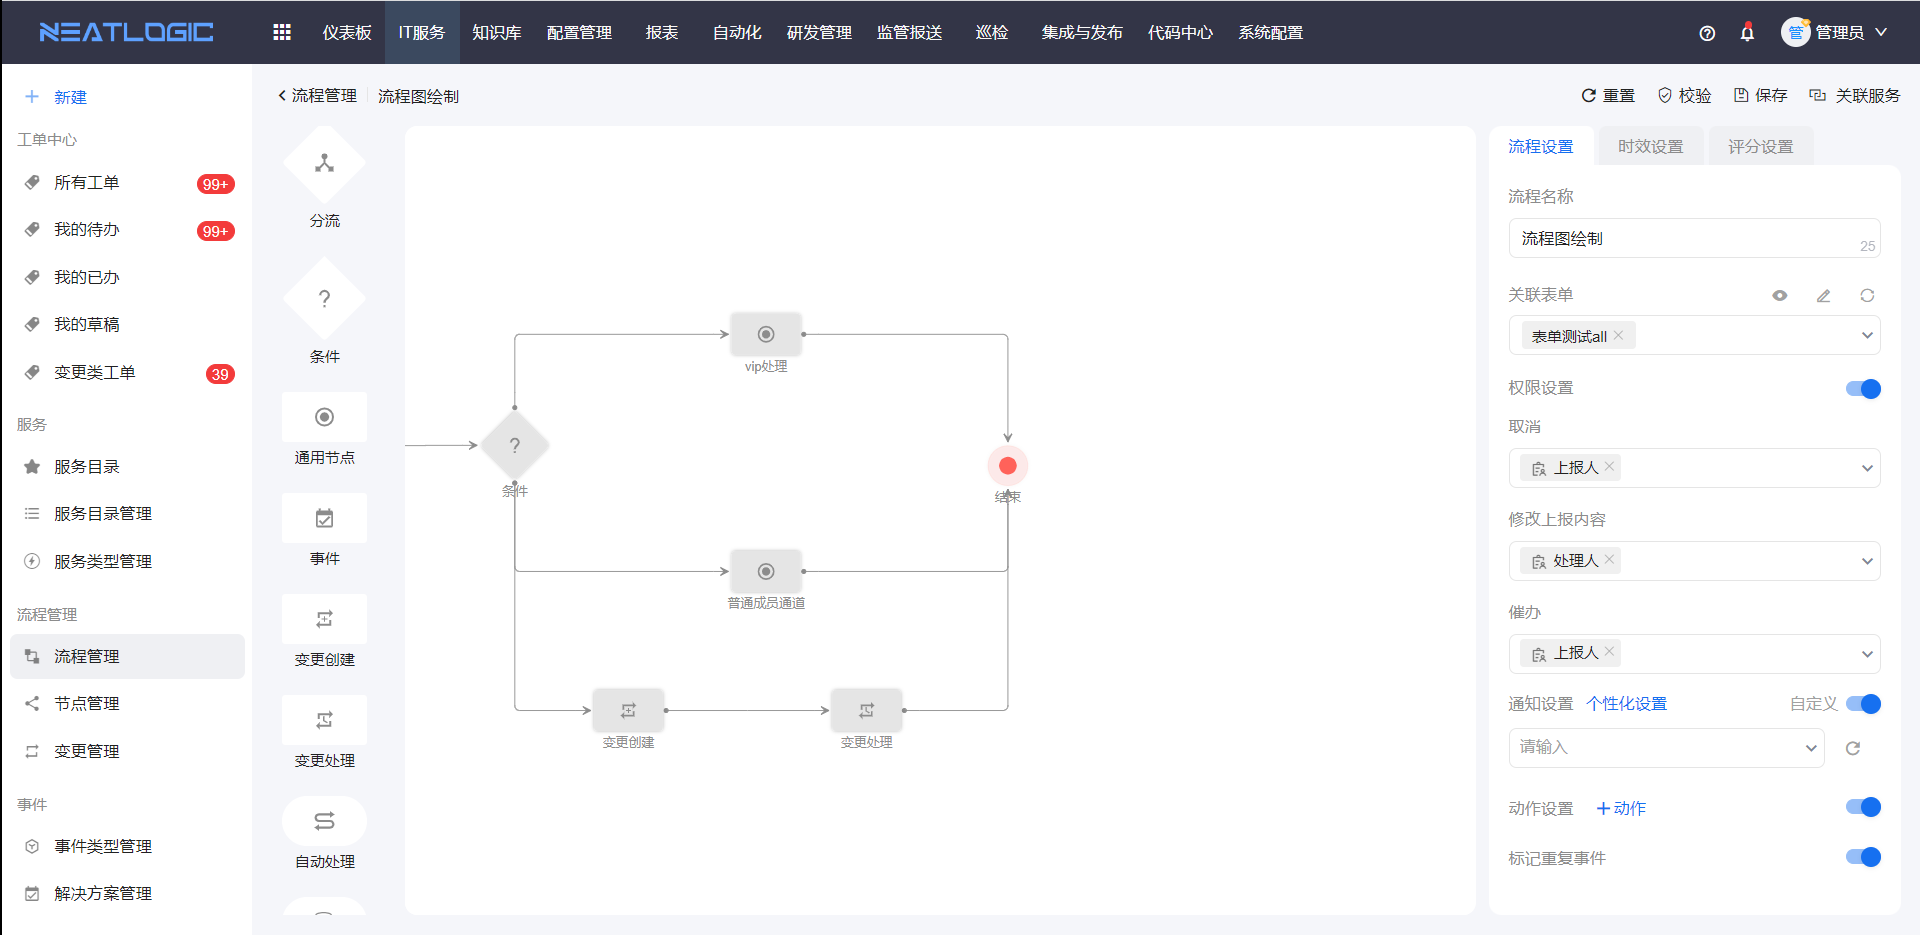 NEATLOGIC
仪表板 IT服务 知识库 配置管理 报表 自动化 研发管理 监管报送 巡检 集成与发布 代码中心 系统配置
管 管理员
新建
工单中心
所有工单 99+
我的待办 99+
我的已办
我的草稿
变更类工单 39
服务
服务目录
服务目录管理
服务类型管理
流程管理
流程管理
节点管理
变更管理
事件
事件类型管理
解决方案管理
流程管理 流程图绘制
重置 校验 保存 关联服务
分流
?
条件
通用节点
事件
变更创建
变更处理
自动处理
vip处理
?
条件
结束
普通成员通道
变更创建
变更处理
流程设置 时效设置 评分设置
流程名称
流程图绘制 25
关联表单
表单测试all
权限设置
取消
上报人
修改上报内容
处理人
催办
上报人
通知设置 个性化设置 自定义
请输入
动作设置 +动作
标记重复事件